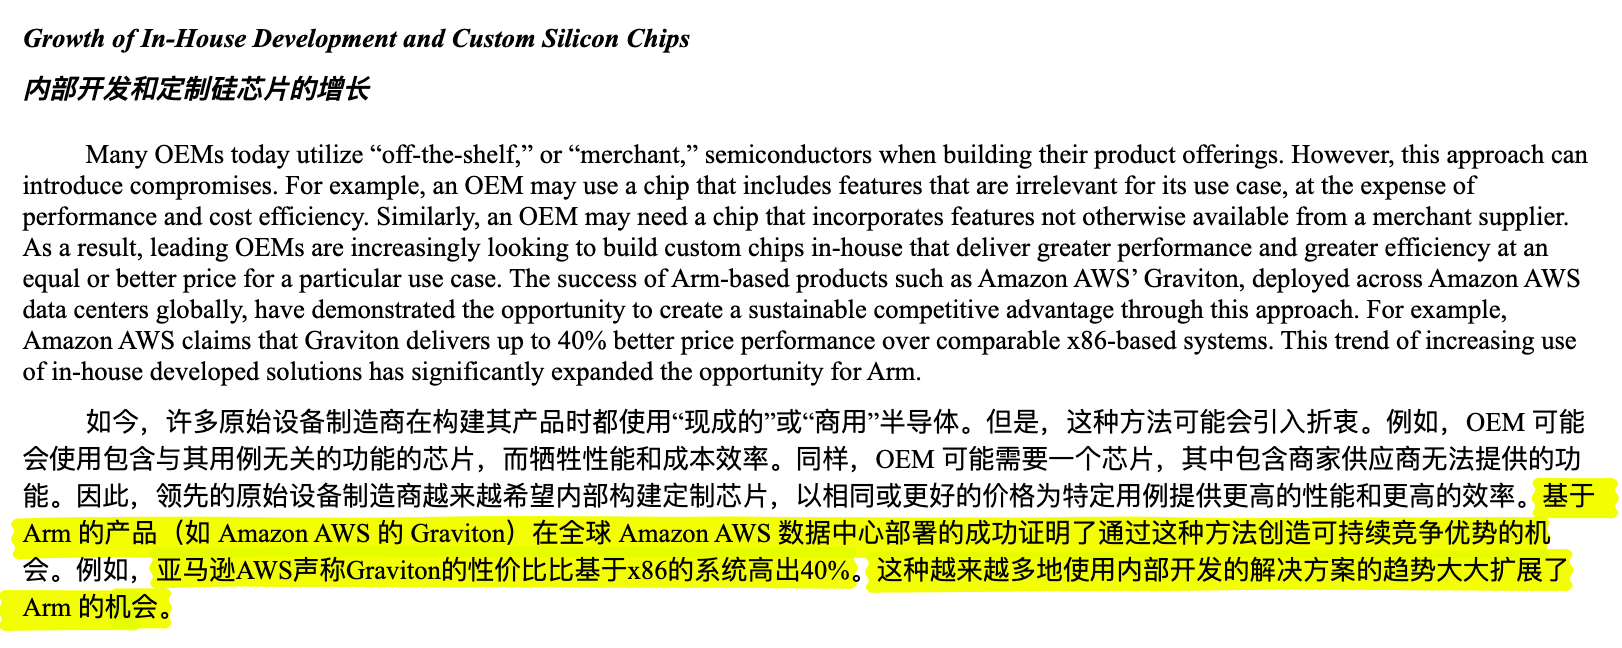 Growth of In-House Development and Custom Silicon Chips
内部开发和定制硅芯片的增长
Many OEMs today utilize “off-the-shelf,” or “merchant,” semiconductors when building their product offerings. However, this approach can
introduce compromises. For example, an OEM may use a chip that includes features that are irrelevant for its use case, at the expense of
performance and cost efficiency. Similarly, an OEM may need a chip that incorporates features not otherwise available from a merchant supplier.
As a result, leading OEMs are increasingly looking to build custom chips in-house that deliver greater performance and greater efficiency at an
equal or better price for a particular use case. The success of Arm-based products such as Amazon AWS’ Graviton, deployed across Amazon AWS
data centers globally, have demonstrated the opportunity to create a sustainable competitive advantage through this approach. For example,
Amazon AWS claims that Graviton delivers up to 40% better price performance over comparable x86-based systems. This trend of increasing use
of in-house developed solutions has significantly expanded the opportunity for Arm.
如今，许多原始设备制造商在构建其产品时都使用“现成的”或“商用”半导体。但是，这种方法可能会引入折衷。例如，OEM 可能
会使用包含与其用例无关的功能的芯片，而牺牲性能和成本效率。同样，OEM 可能需要一个芯片，其中包含商家供应商无法提供的功
能。因此，领先的原始设备制造商越来越希望内部构建定制芯片，以相同或更好的价格为特定用例提供更高的性能和更高的效率。基于
Arm 的产品（如 Amazon AWS 的 Graviton）在全球 Amazon AWS 数据中心部署的成功证明了通过这种方法创造可持续竞争优势的机
会。例如，亚马逊AWS声称Graviton的性价比比基于x86的系统高出40%。这种越来越多地使用内部开发的解决方案的趋势大大扩展了
Arm 的机会。